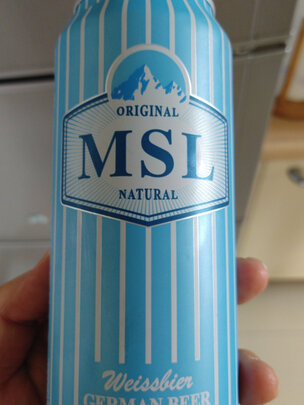 ORIGINAL
MSL
NATURAL
Weissbier
GERMAN BEER